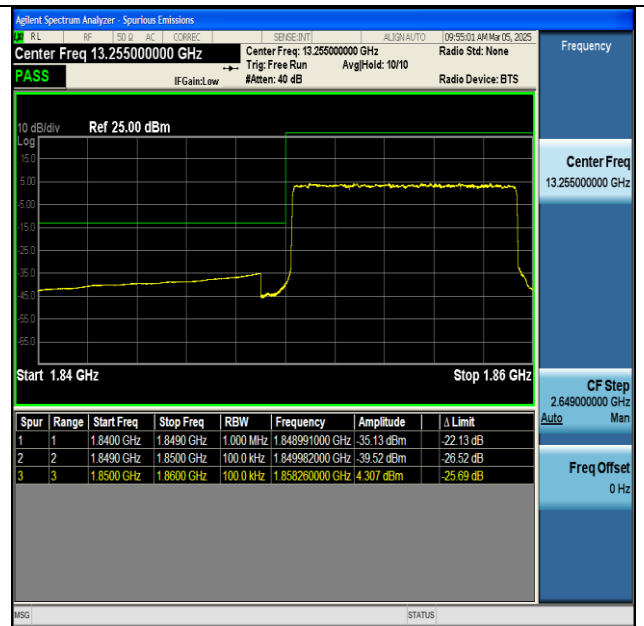 Agilent Spectrum Analyzer - Spurious Emissions
LXI RL RF 50 Ω AC CORREC SENSE:INT ALIGN AUTO 09:55:01 AM Mar 05, 2025
Center Freq 13.255000000 GHz
Center Freq: 13.255000000 GHz
Radio Std: None
Trig: Free Run Avg|Hold: 10/10
PASS
IFGain:Low
#Atten: 40 dB
Radio Device: BTS
Frequency
10 dB/div Ref 25.00 dBm
Log
15.0
5.00
-5.00
-15.0
-25.0
-35.0
-45.0
-55.0
-65.0
Start 1.84 GHz Stop 1.86 GHz
Spur Range Start Freq Stop Freq RBW Frequency Amplitude Δ Limit
1 1 1.8400 GHz 1.8490 GHz 1.000 MHz 1.848991000 GHz -35.13 dBm -22.13 dB
2 2 1.8490 GHz 1.8500 GHz 100.0 kHz 1.849982000 GHz -39.52 dBm -26.52 dB
3 3 1.8500 GHz 1.8600 GHz 100.0 kHz 1.858260000 GHz 4.307 dBm -25.69 dB
Center Freq
13.255000000 GHz
CF Step
2.649000000 GHz
Auto Man
Freq Offset
0 Hz
MSG STATUS